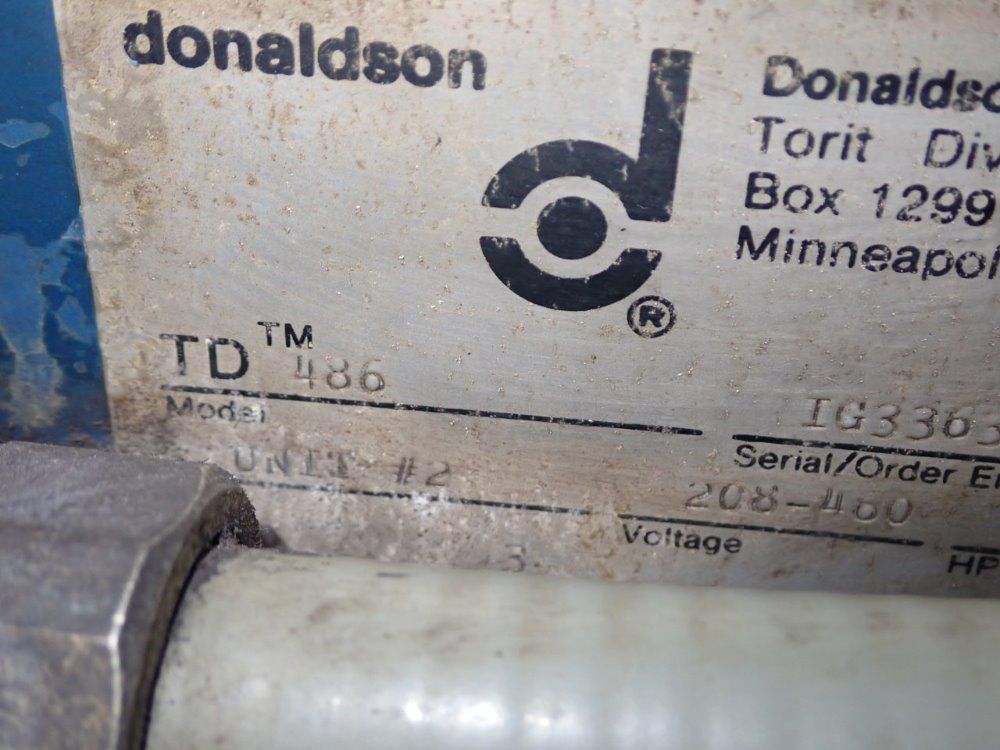 donaldson
Donaldso
Torit Div
Box 1299
Minneapol
®
TD™ 486
Model
IG3363
Serial/Order E
UNIT #2
208-460
Voltage
HP
3